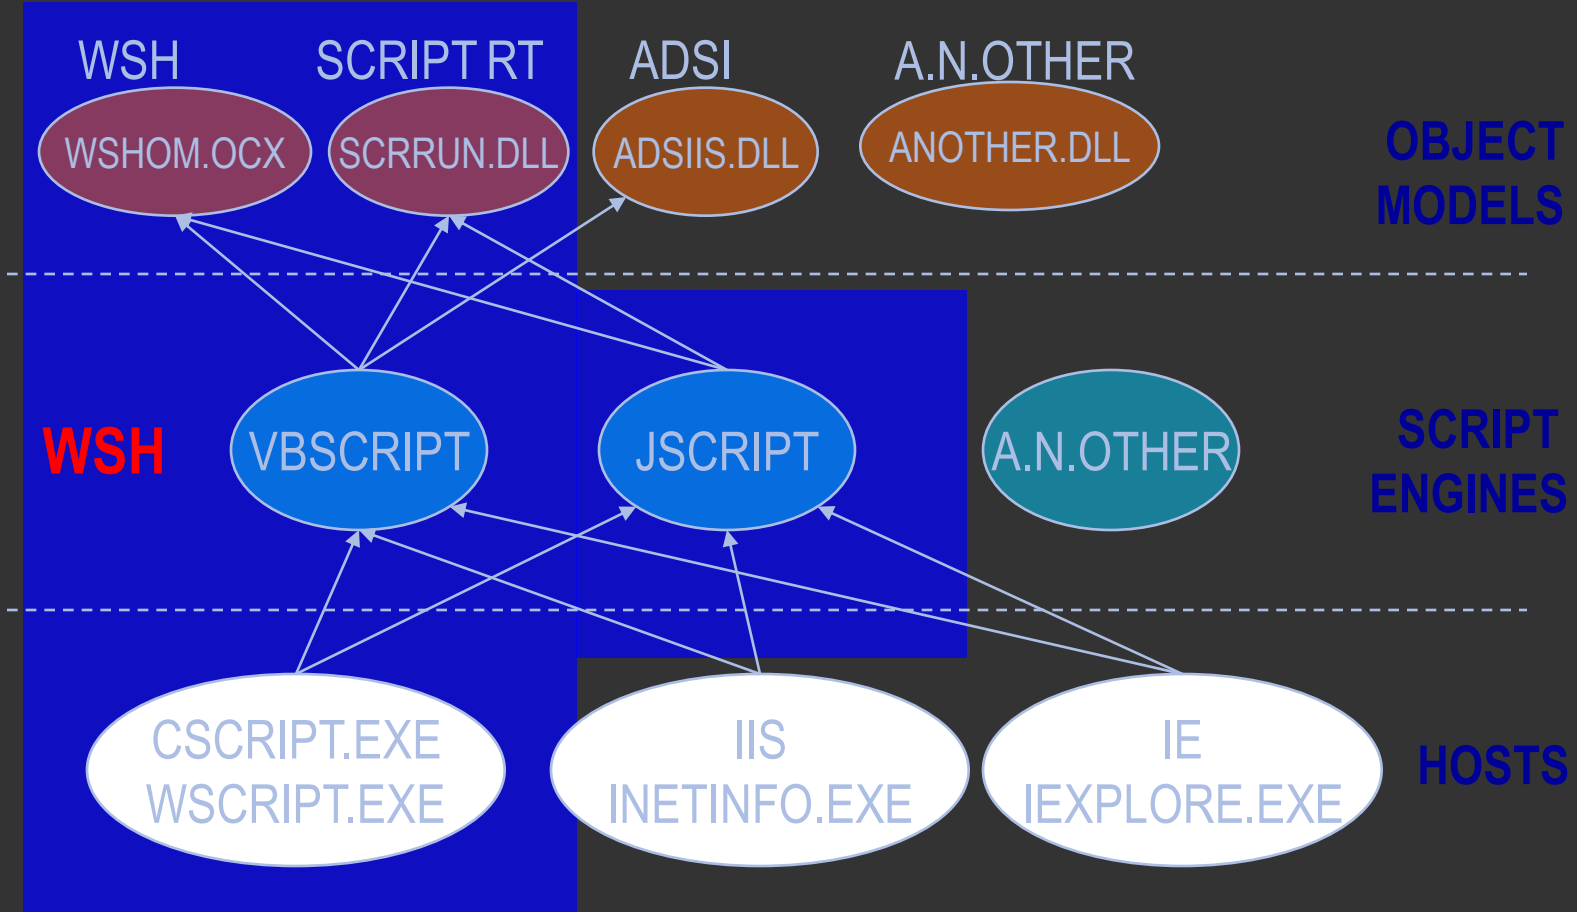 WSH
SCRIPT RT
ADSI
A.N.OTHER
WSHOM.OCX
SCRRUN.DLL
ADSIIS.DLL
ANOTHER.DLL
OBJECT
MODELS
WSH
VBSCRIPT
JSCRIPT
A.N.OTHER
SCRIPT
ENGINES
CSCRIPT.EXE
WSCRIPT.EXE
IIS
INETINFO.EXE
IE
IEXPLORE.EXE
HOSTS